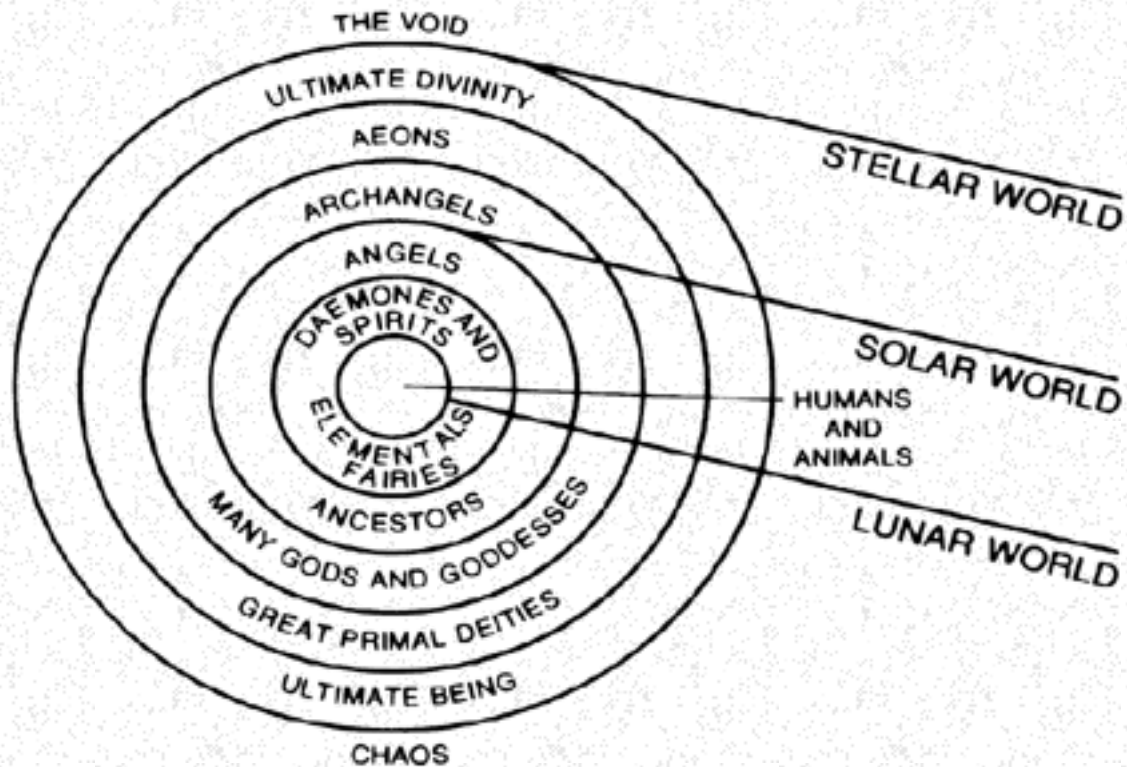 THE VOID
ULTIMATE DIVINITY
AEONS
ARCHANGELS
ANGELS
DAEMONES AND
SPIRITS
ELEMENTALS
FAIRIES
ANCESTORS
MANY GODS AND GODDESSES
GREAT PRIMAL DEITIES
ULTIMATE BEING
CHAOS
STELLAR WORLD
SOLAR WORLD
HUMANS
AND
ANIMALS
LUNAR WORLD